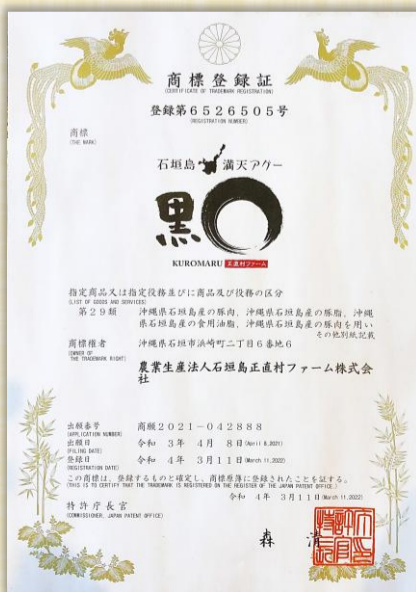 商標登録証
(CERTIFICATE OF TRADEMARK REGISTRATION)
登録第6526505号
(REGISTRATION NUMBER)
商標
(THE MARK)
石垣島 満天アグー
黒
KUROMARU 正直村ファーム
指定商品又は指定役務並びに商品及び役務の区分
(LIST OF GOODS AND SERVICES)
第29類 沖縄県石垣島産の豚肉、沖縄県石垣島産の豚脂、沖縄
県石垣島産の食用油脂、沖縄県石垣島産の豚肉を用い
その他別紙記載
商標権者 沖縄県石垣市浜崎町二丁目6番地6
(OWNER OF
THE TRADEMARK RIGHT)
農業生産法人石垣島正直村ファーム株式会
社
出願番号 商願2021-042888
(APPLICATION NUMBER)
出願日 令和 3年 4月 8日(April 8,2021)
(FILING DATE)
登録日 令和 4年 3月11日(March 11,2022)
(REGISTRATION DATE)
この商標は、登録するものと確定し、商標原簿に登録されたことを証する。
(THIS IS TO CERTIFY THAT THE TRADEMARK IS REGISTERED ON THE REGISTER OF THE JAPAN PATENT OFFICE.)
令和 4年 3月11日(March 11,2022)
特許庁長官
(COMMISSIONER, JAPAN PATENT OFFICE)
森 清